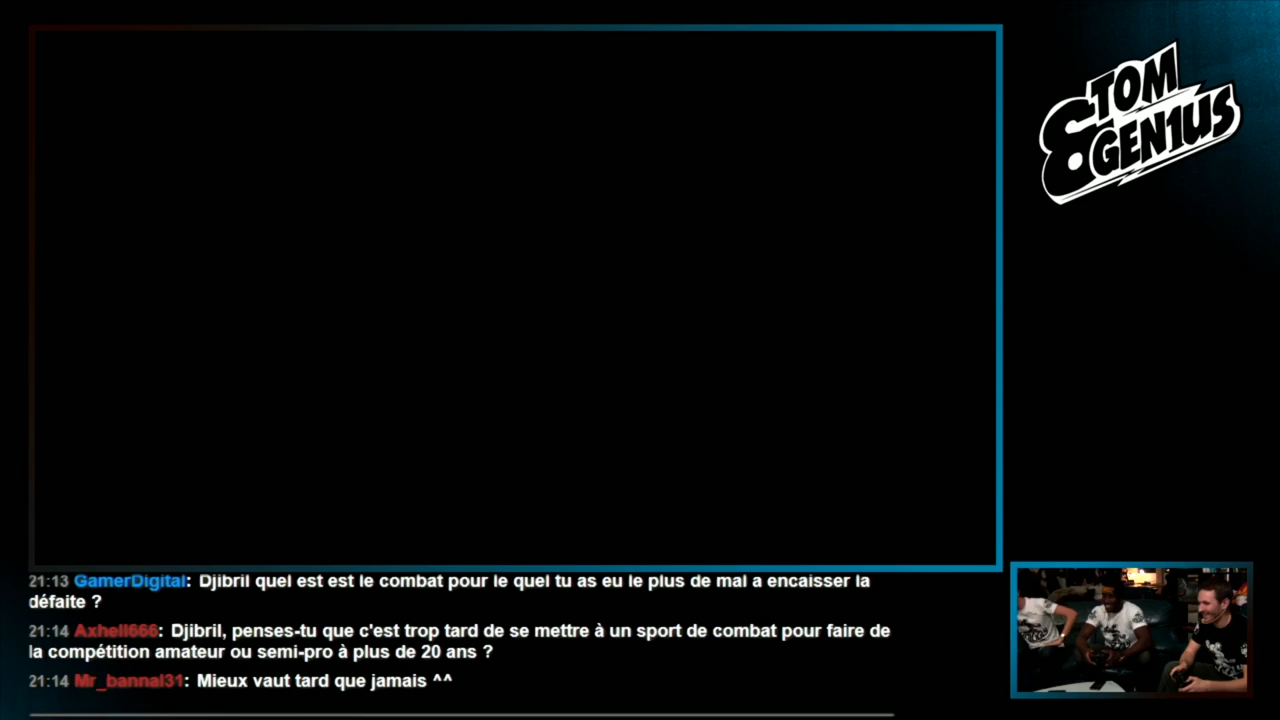 TOM
& GEN1US
21:13 GamerDigital: Djibril quel est est le combat pour le quel tu as eu le plus de mal a encaisser la
défaite ?
21:14 Axhell666: Djibril, penses-tu que c'est trop tard de se mettre à un sport de combat pour faire de
la compétition amateur ou semi-pro à plus de 20 ans ?
21:14 Mr_bannal31: Mieux vaut tard que jamais ^^